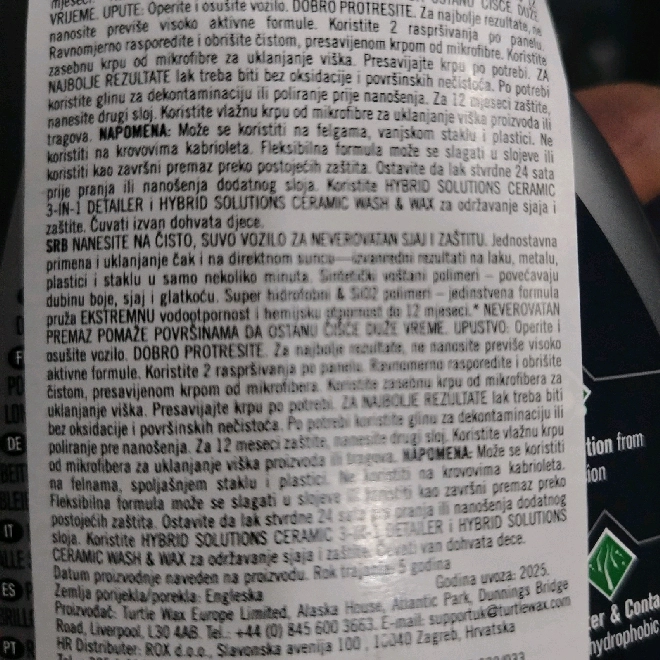 VRIJEME. UPUTE: Operite i osušite vozilo. DOBRO PROTRESITE. Za najbolje rezultate, ne
nanosite previše visoko aktivne formule. Koristite 2 raspršivanja po panelu.
Ravnomjerno rasporedite i obrišite čistom, presavijenom krpom od mikrofibre. Koristite
zasebnu krpu od mikrofibre za uklanjanje viška. Presavijajte krpu po potrebi. ZA
NAJBOLJE REZULTATE lak treba biti bez oksidacije i površinskih nečistoća. Po potrebi
koristite glinu za dekontaminaciju ili poliranje prije nanošenja. Za 12 mjeseci zaštite,
nanesite drugi sloj. Koristite vlažnu krpu od mikrofibre za uklanjanje viška proizvoda ili
tragova. NAPOMENA: Može se koristiti na felgama, vanjskom staklu i plastici. Ne
koristiti na krovovima kabrioleta. Fleksibilna formula može se slagati u slojeve ili
koristiti kao završni premaz preko postojećih zaštita. Ostavite da lak stvrdne 24 sata
prije pranja ili nanošenja dodatnog sloja. Koristite HYBRID SOLUTIONS CERAMIC
3-IN-1 DETAILER i HYBRID SOLUTIONS CERAMIC WASH & WAX za održavanje sjaja i
zaštite. Čuvati izvan dohvata djece.
SRB NANESITE NA ČISTO, SUVO VOZILO ZA NEVEROVATAN SJAJ I ZAŠTITU. Jednostavna
primena i uklanjanje čak i na direktnom suncu—izvanredni rezultati na laku, metalu,
plastici i staklu u samo nekoliko minuta. Sintetički voštani polimeri – povećavaju
dubinu boje, sjaj i glatkoću. Super hidrofobni & SiO2 polimeri – jedinstvena formula
pruža EKSTREMNU vodootpornost i hemijsku otpornost do 12 mjeseci.* NEVEROVATAN
PREMAZ POMAŽE POVRŠINAMA DA OSTANU ČIŠĆE DUŽE VREME. UPUSTVO: Operite i
osušite vozilo. DOBRO PROTRESITE. Za najbolje rezultate, ne nanosite previše visoko
aktivne formule. Koristite 2 raspršivanja po panelu. Ravnomerno rasporedite i obrišite
čistom, presavijenom krpom od mikrofibera. Koristite zasebnu krpu od mikrofibera za
uklanjanje viška. Presavijajte krpu po potrebi. ZA NAJBOLJE REZULTATE lak treba biti
bez oksidacije i površinskih nečistoća. Po potrebi koristite glinu za dekontaminaciju ili
poliranje pre nanošenja. Za 12 meseci zaštite, nanesite drugi sloj. Koristite vlažnu krpu
od mikrofibera za uklanjanje viška proizvoda ili tragova. NAPOMENA: Može se koristiti
na felnama, spoljašnjem staklu i plastici. Ne koristiti na krovovima kabrioleta.
Fleksibilna formula može se slagati u slojeve koristiti kao završni premaz preko
postojećih zaštita. Ostavite da lak stvrdne 24 sata pranja ili nanošenja dodatnog
sloja. Koristite HYBRID SOLUTIONS CERAMIC DETAILER i HYBRID SOLUTIONS
CERAMIC WASH & WAX za održavanje sjaja i zaštite. Čuvati van dohvata dece.
Datum proizvodnje naveden na proizvodu. Rok trajanja: 5 godina
Zemlja porijekla/porekla: Engleska Godina uvoza: 2025.
Proizvođač: Turtle Wax Europe Limited, Alaska House, Atlantic Park, Dunnings Bridge
Road, Liverpool, L30 4AB. Tel.: +44 (0) 845 600 3663. E-mail: supportuk@turtlewax.com
HR Distributer: ROX d.o.o., Slavonska avenija 100, 10040 Zagreb, Hrvatska
DE
IT
ES
PT
tion from
ion
er & Conta
hydrophobic